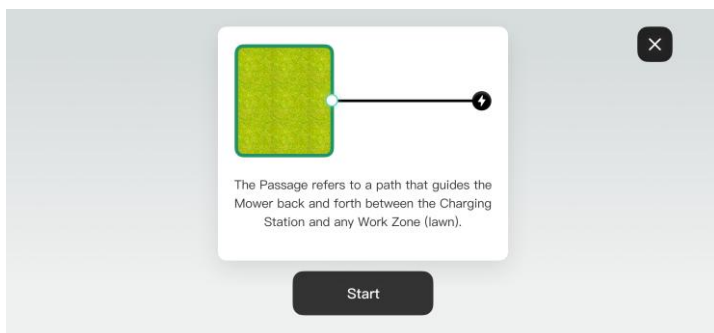 The Passage refers to a path that guides the
Mower back and forth between the Charging
Station and any Work Zone (lawn).
Start